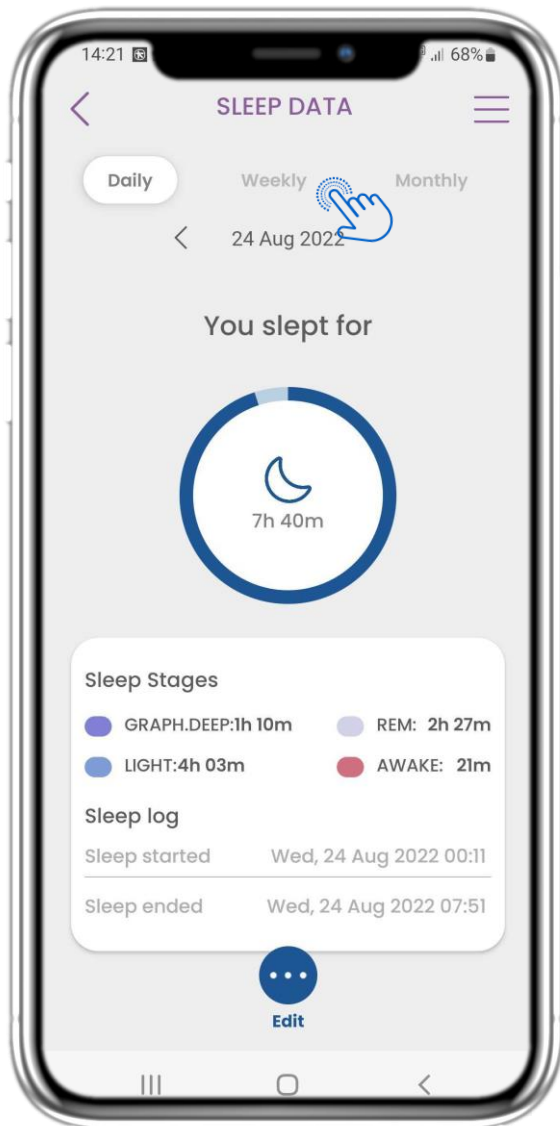 14:21 68%
SLEEP DATA
Daily Weekly Monthly
24 Aug 2022
You slept for
7h 40m
Sleep Stages
GRAPH.DEEP:1h 10m REM: 2h 27m
LIGHT:4h 03m AWAKE: 21m
Sleep log
Sleep started Wed, 24 Aug 2022 00:11
Sleep ended Wed, 24 Aug 2022 07:51
Edit